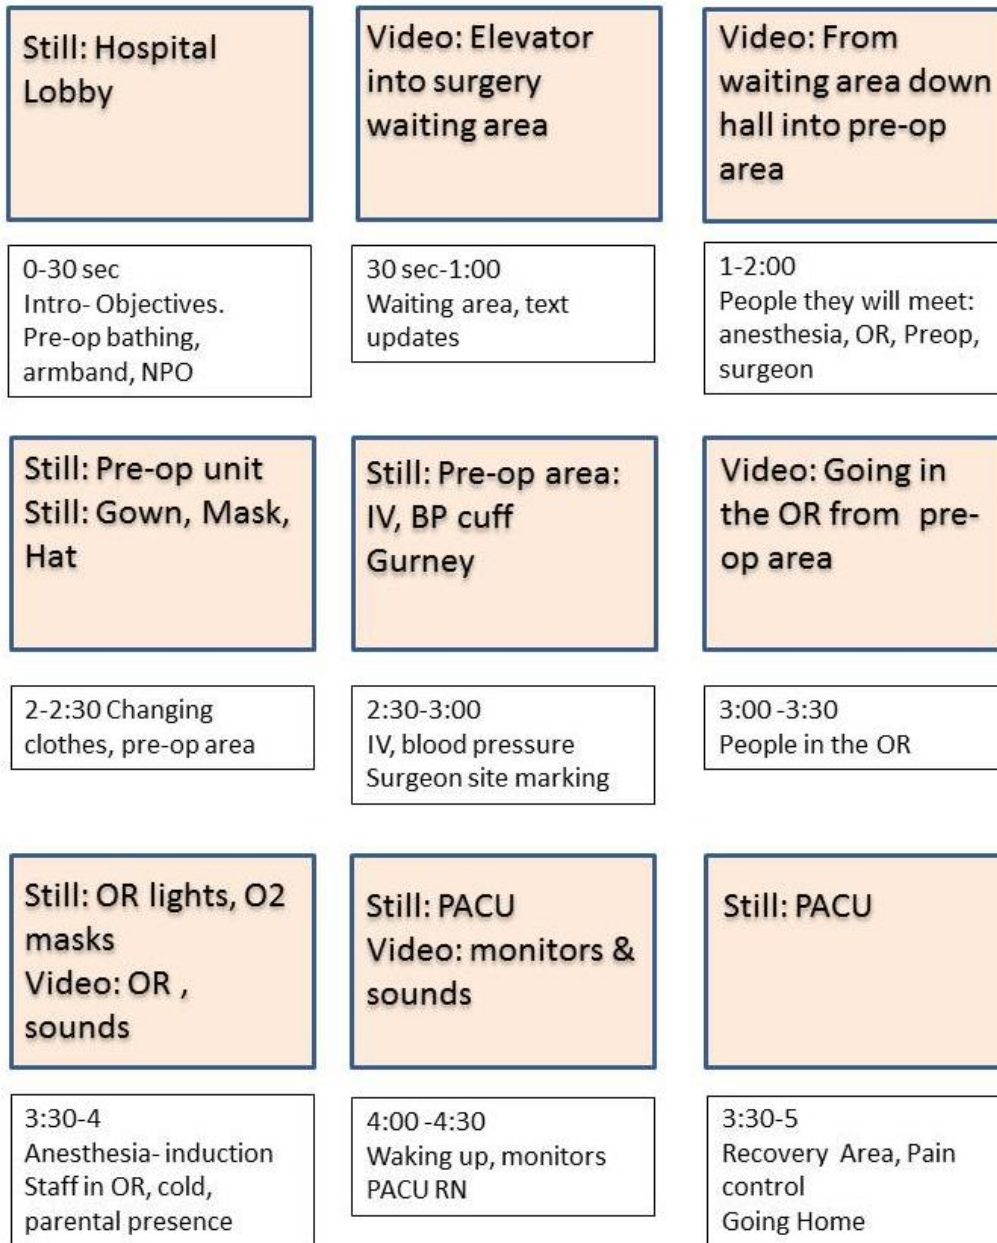 Still: Hospital
Lobby
Video: Elevator
into surgery
waiting area
Video: From
waiting area down
hall into pre-op
area
0-30 sec
Intro- Objectives.
Pre-op bathing,
armband, NPO
30 sec-1:00
Waiting area, text
updates
1-2:00
People they will meet:
anesthesia, OR, Preop,
surgeon
Still: Pre-op unit
Still: Gown, Mask,
Hat
Still: Pre-op area:
IV, BP cuff
Gurney
Video: Going in
the OR from pre-
op area
2-2:30 Changing
clothes, pre-op area
2:30-3:00
IV, blood pressure
Surgeon site marking
3:00 -3:30
People in the OR
Still: OR lights, O2
masks
Video: OR ,
sounds
Still: PACU
Video: monitors &
sounds
Still: PACU
3:30-4
Anesthesia- induction
Staff in OR, cold,
parental presence
4:00 -4:30
Waking up, monitors
PACU RN
3:30-5
Recovery Area, Pain
control
Going Home